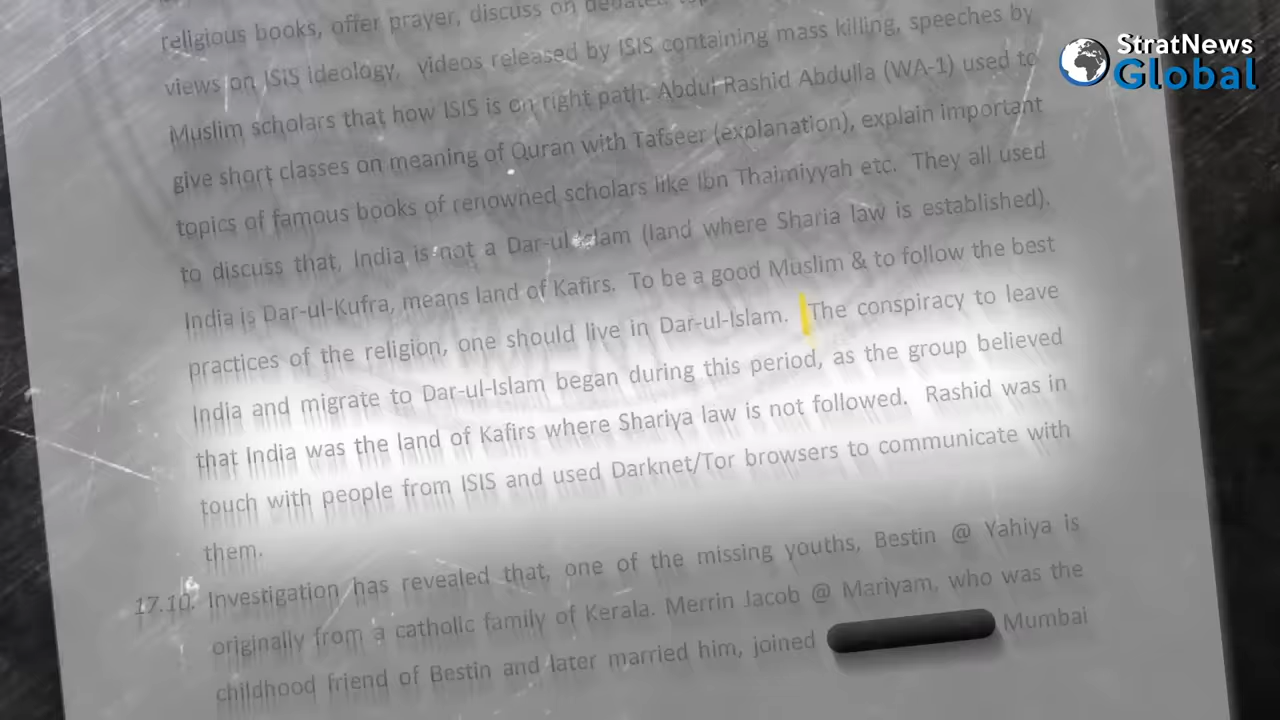 religious books, offer prayer, discuss on debated
views on ISIS ideology, videos released by ISIS containing mass killing, speeches by
Muslim scholars that how ISIS is on right path. Abdul Rashid Abdulla (WA-1) used to
give short classes on meaning of Quran with Tafseer (explanation), explain important
topics of famous books of renowned scholars like Ibn Thaimiyyah etc. They all used
to discuss that, India is not a Dar-ul Islam (land where Sharia law is established).
India is Dar-ul-Kufra, means land of Kafirs. To be a good Muslim & to follow the best
practices of the religion, one should live in Dar-ul-Islam. The conspiracy to leave
India and migrate to Dar-ul-Islam began during this period, as the group believed
that India was the land of Kafirs where Shariya law is not followed. Rashid was in
touch with people from ISIS and used Darknet/Tor browsers to communicate with
them.
17.10. Investigation has revealed that, one of the missing youths, Bestin @ Yahiya is
originally from a catholic family of Kerala. Merrin Jacob @ Mariyam, who was the
childhood friend of Bestin and later married him, joined Mumbai
StratNews
Global